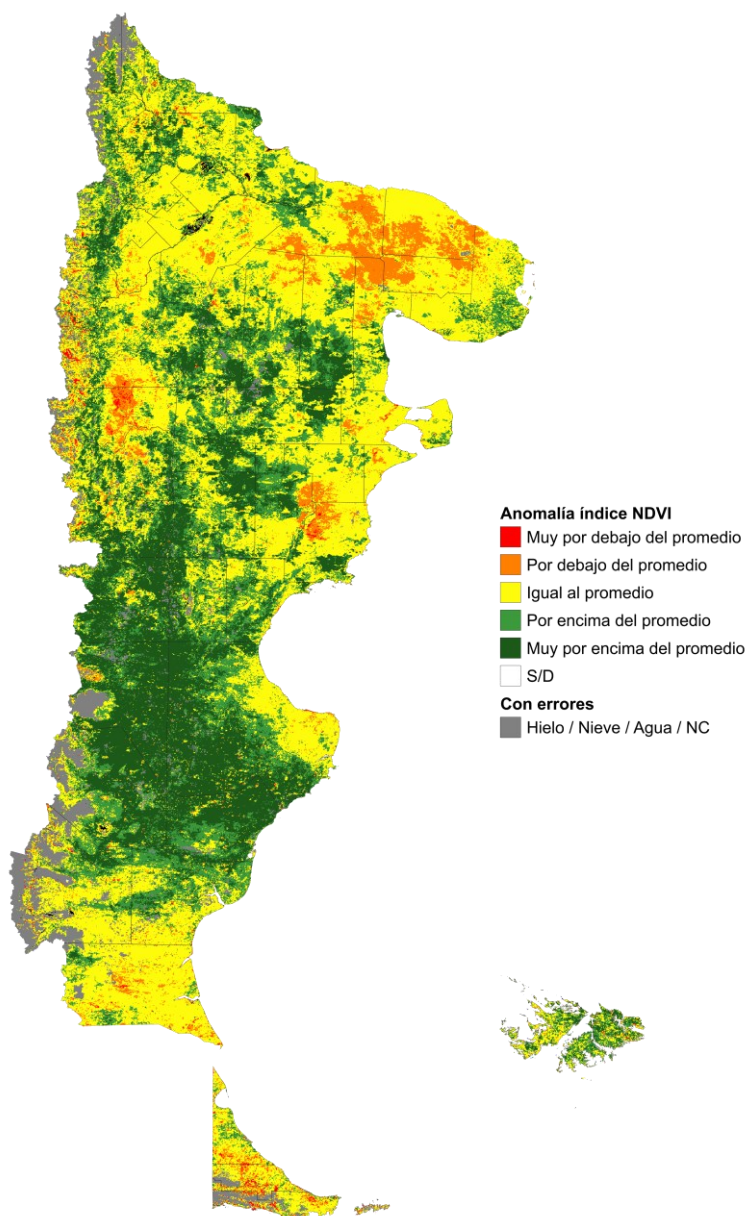 Anomalía índice NDVI
Muy por debajo del promedio
Por debajo del promedio
Igual al promedio
Por encima del promedio
Muy por encima del promedio
S/D
Con errores
Hielo / Nieve / Agua / NC